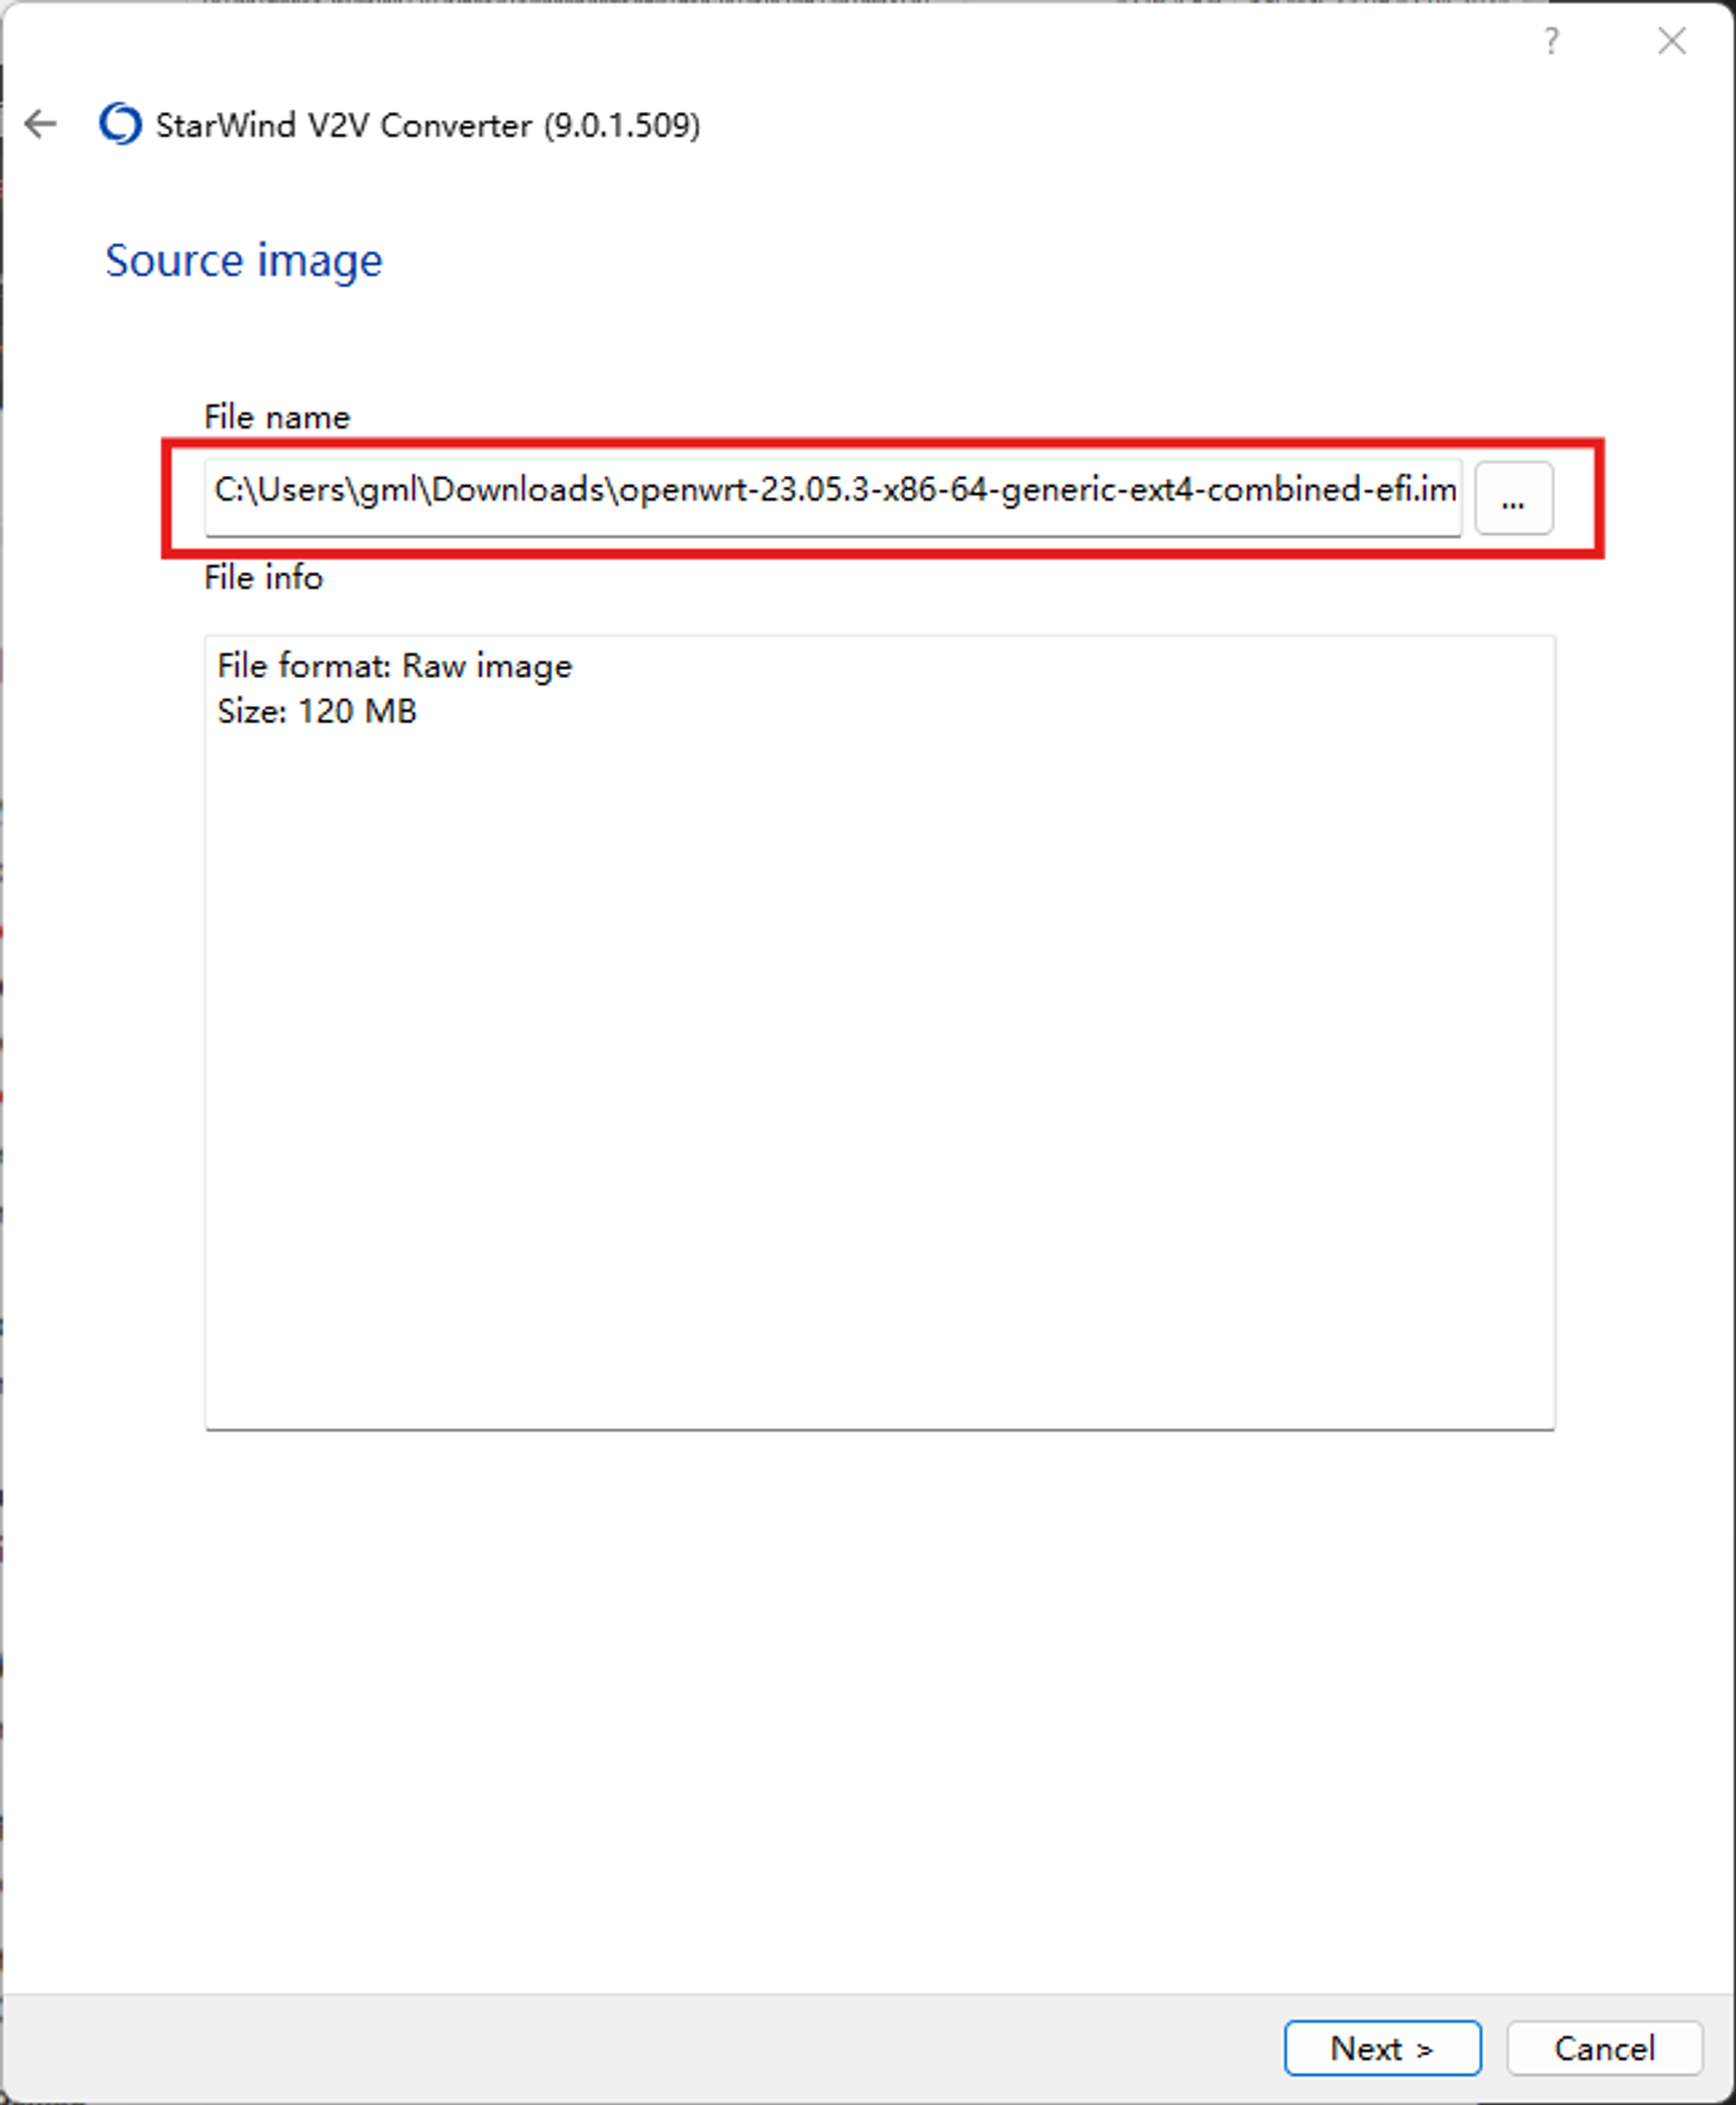 ?
StarWind V2V Converter (9.0.1.509)
Source image
File name
C:\Users\gml\Downloads\openwrt-23.05.3-x86-64-generic-ext4-combined-efi.im
...
File info
File format: Raw image
Size: 120 MB
Next >
Cancel